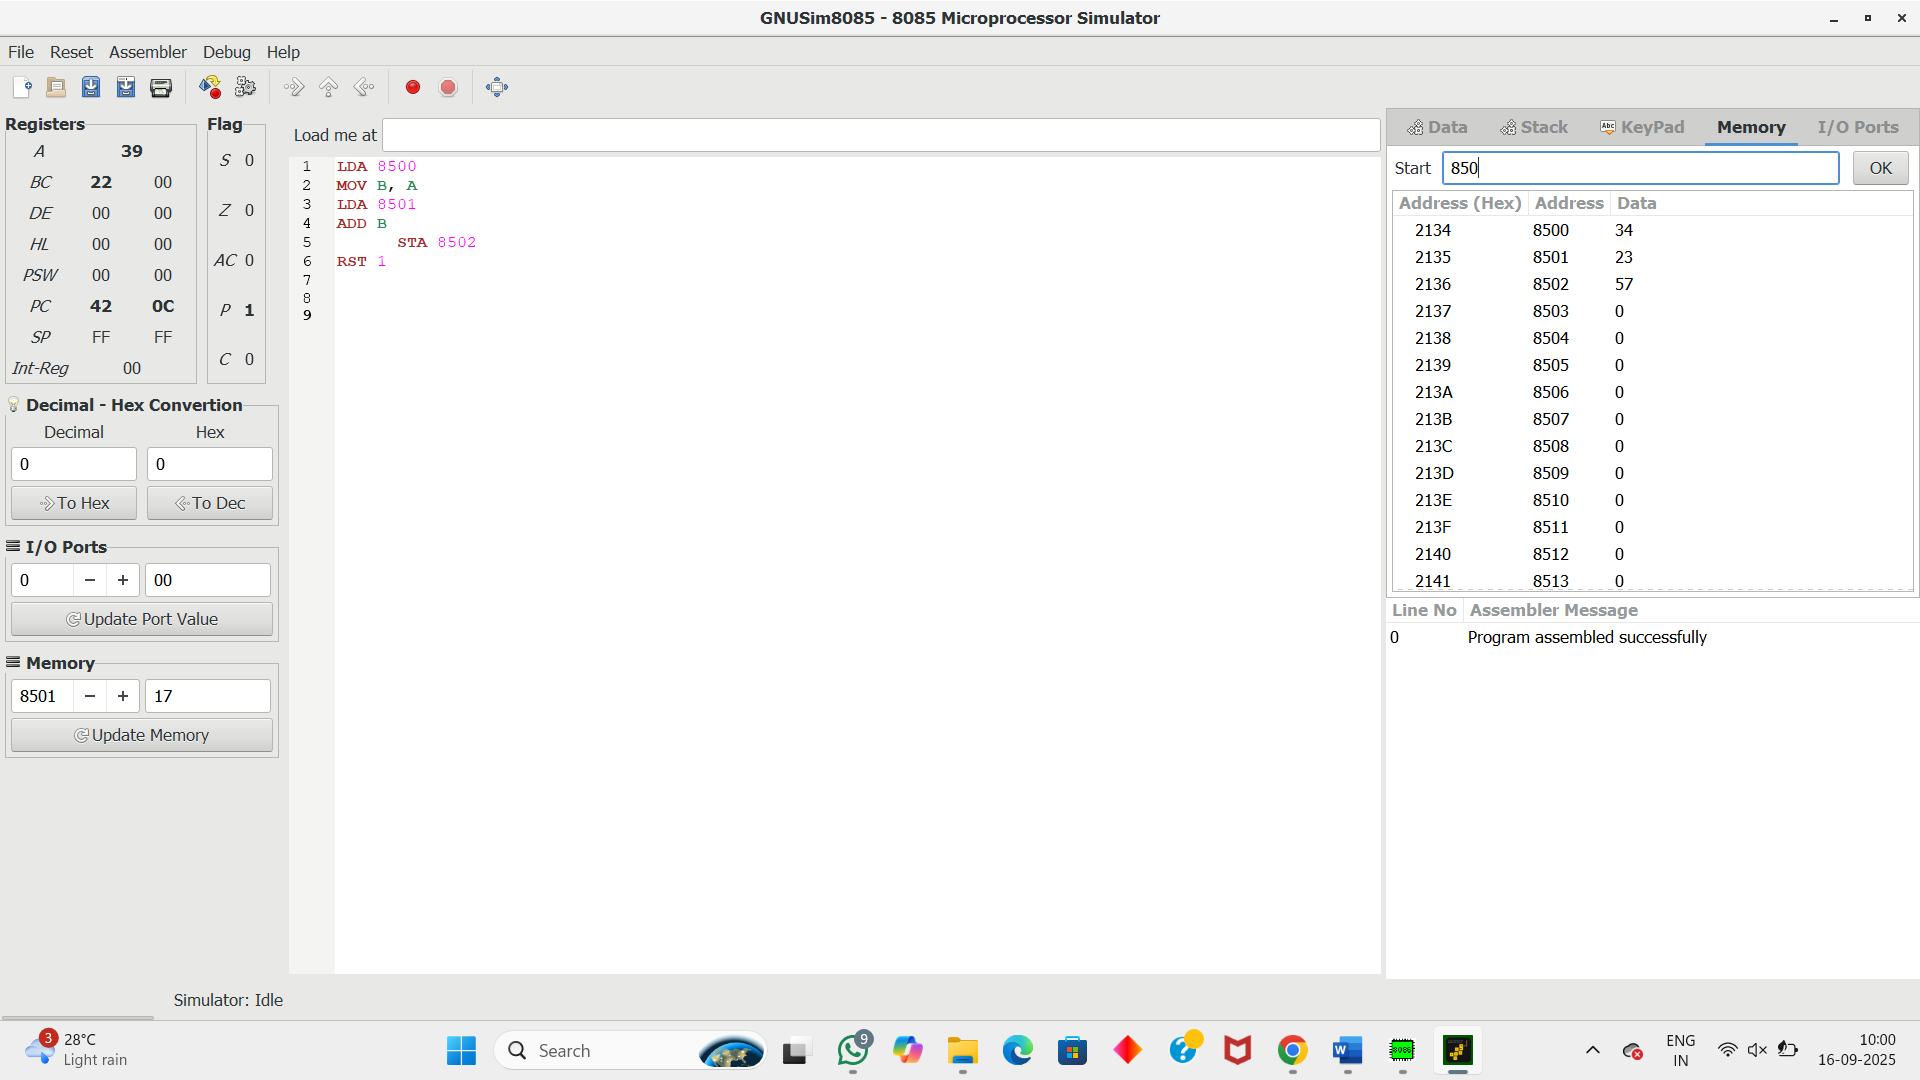 GNUSim8085 - 8085 Microprocessor Simulator
File Reset Assembler Debug Help
Registers
A 39
BC 22 00
DE 00 00
HL 00 00
PSW 00 00
PC 42 0C
SP FF FF
Int-Reg 00
Flag
S 0
Z 0
AC 0
P 1
C 0
Decimal - Hex Convertion
Decimal Hex
0 0
To Hex To Dec
I/O Ports
0 − + 00
Update Port Value
Memory
8501 − + 17
Update Memory
Load me at
1 LDA 8500
2 MOV B, A
3 LDA 8501
4 ADD B
5 STA 8502
6 RST 1
7
8
9
Data Stack Abc KeyPad Memory I/O Ports
Start 850 OK
Address (Hex) Address Data
2134 8500 34
2135 8501 23
2136 8502 57
2137 8503 0
2138 8504 0
2139 8505 0
213A 8506 0
213B 8507 0
213C 8508 0
213D 8509 0
213E 8510 0
213F 8511 0
2140 8512 0
2141 8513 0
Line No Assembler Message
0 Program assembled successfully
Simulator: Idle
3 28°C
Light rain
Search
9
8085
ENG
IN
10:00
16-09-2025